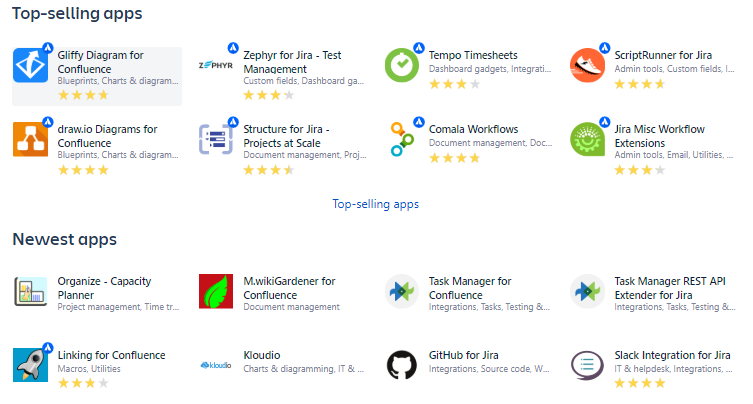 Top-selling apps
Gliffy Diagram for Confluence
Blueprints, Charts & diagram...
ZEPHYR
Zephyr for Jira - Test Management
Custom fields, Dashboard ga...
Tempo Timesheets
Dashboard gadgets, Integrati...
ScriptRunner for Jira
Admin tools, Custom fields, I...
draw.io Diagrams for Confluence
Blueprints, Charts & diagram...
Structure for Jira - Projects at Scale
Document management, Proj...
Comala Workflows
Document management, Doc...
Jira Misc Workflow Extensions
Admin tools, Email, Utilities, ...
Top-selling apps
Newest apps
Organize - Capacity Planner
Project management, Time tr...
M.wikiGardener for Confluence
Document management
Task Manager for Confluence
Integrations, Tasks, Testing &...
Task Manager REST API Extender for Jira
Integrations, Tasks, Testing &...
Linking for Confluence
Macros, Utilities
kloudio
Kloudio
Charts & diagramming, IT & ...
GitHub for Jira
Integrations, Source code, W...
Slack Integration for Jira
IT & helpdesk, Integrations, ...